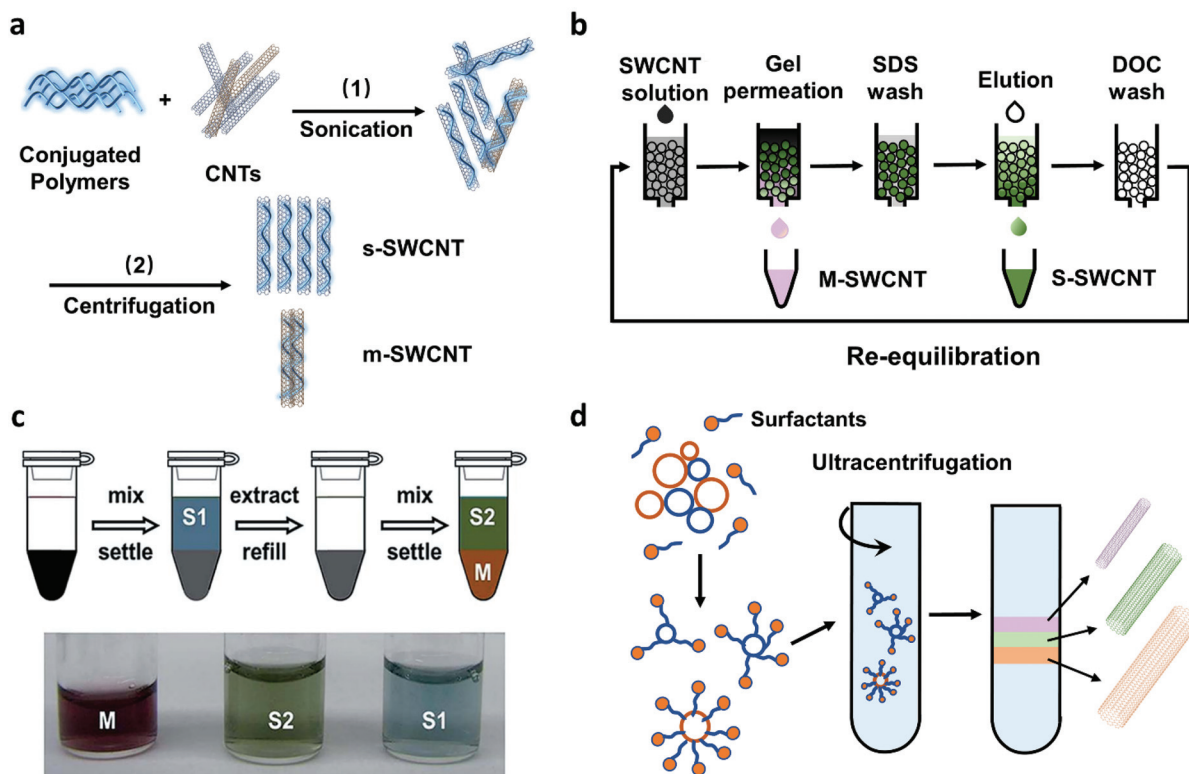 a
Conjugated
Polymers
+
CNTs
(1)
Sonication
(2)
Centrifugation
s-SWCNT
m-SWCNT
b
SWCNT
solution
Gel
permeation
SDS
wash
Elution
DOC
wash
M-SWCNT
S-SWCNT
Re-equilibration
c
mix
settle
S1
extract
refill
mix
settle
S2
M
M
S2
S1
d
Surfactants
Ultracentrifugation